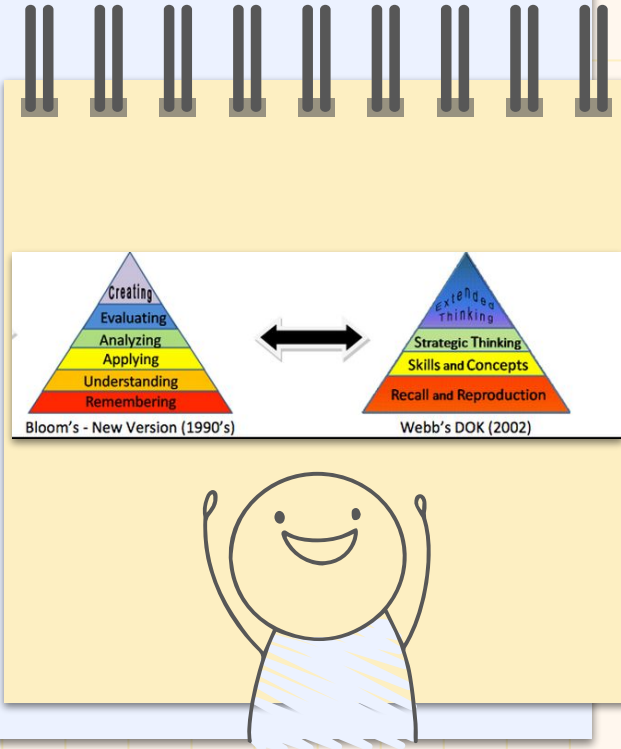 Creating
Evaluating
Analyzing
Applying
Understanding
Remembering
Bloom's - New Version (1990's)
Extended
Thinking
Strategic Thinking
Skills and Concepts
Recall and Reproduction
Webb's DOK (2002)